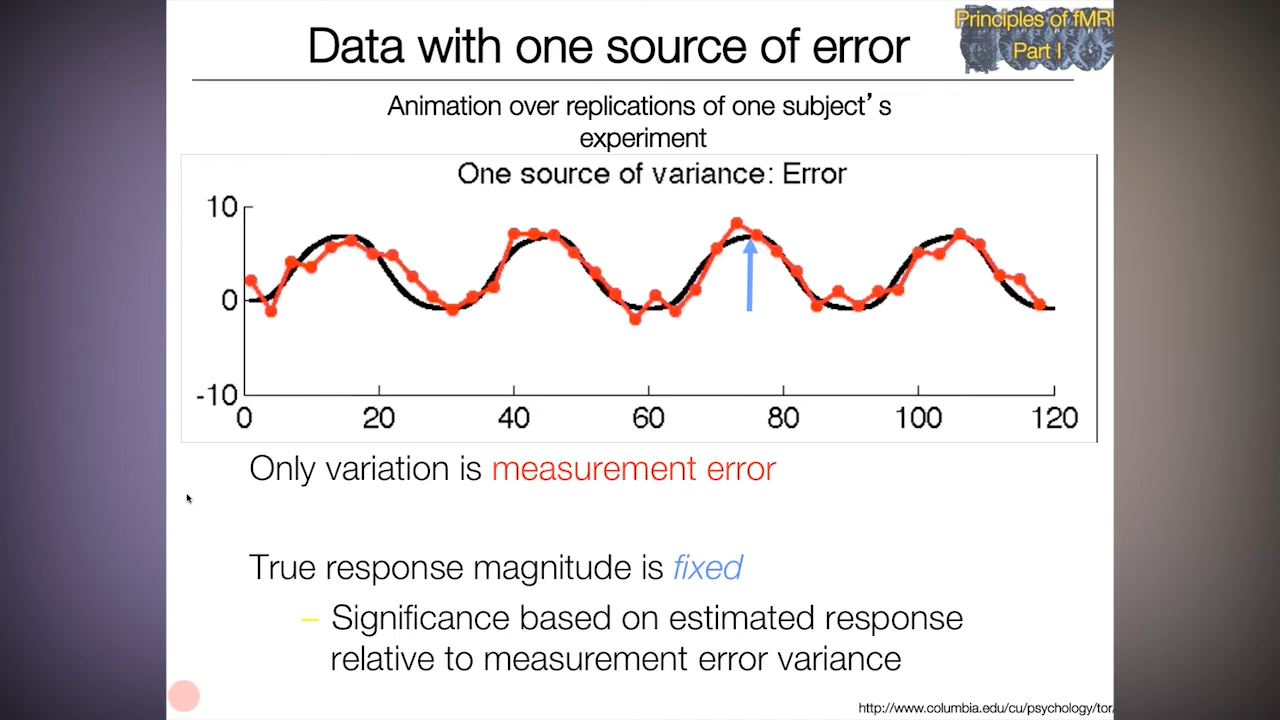 Data with one source of error
Principles of fMRI
Part I
Animation over replications of one subject’s
experiment
One source of variance: Error
10
0
-10
0 20 40 60 80 100 120
Only variation is measurement error
True response magnitude is fixed
– Significance based on estimated response
relative to measurement error variance
http://www.columbia.edu/cu/psychology/tor/